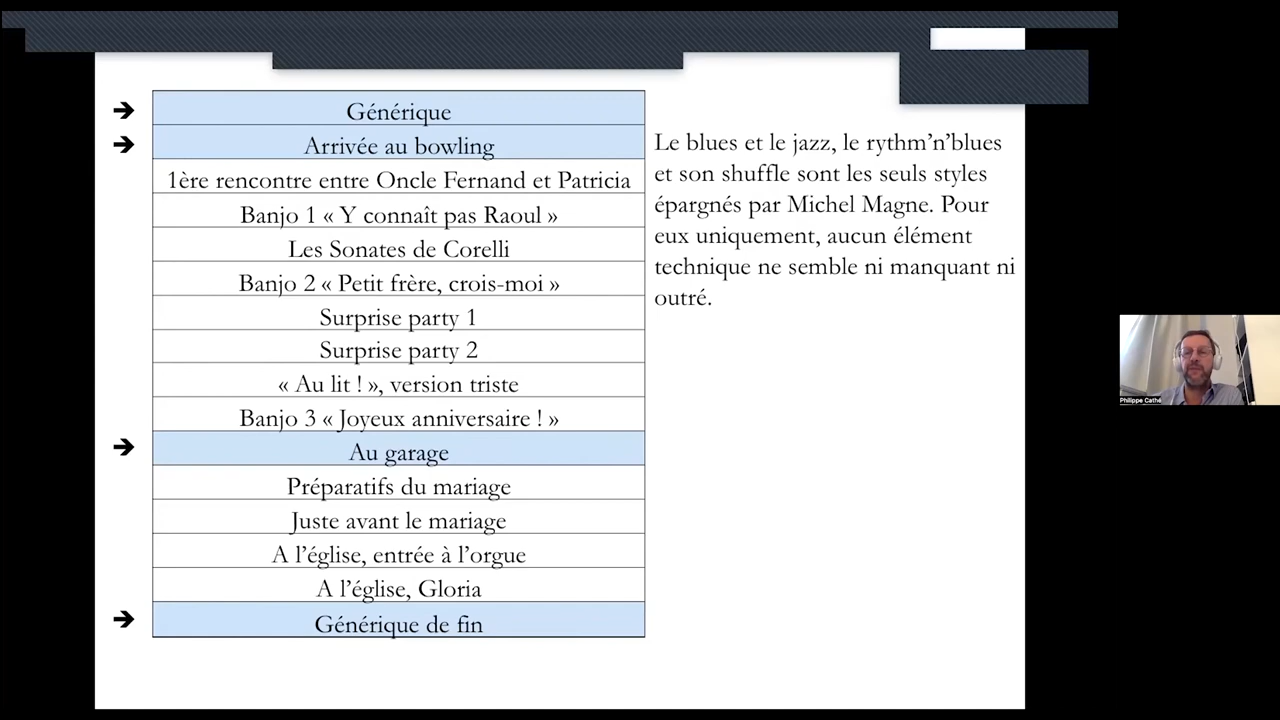 Générique
Arrivée au bowling
1ère rencontre entre Oncle Fernand et Patricia
Banjo 1 « Y connaît pas Raoul »
Les Sonates de Corelli
Banjo 2 « Petit frère, crois-moi »
Surprise party 1
Surprise party 2
« Au lit ! », version triste
Banjo 3 « Joyeux anniversaire ! »
Au garage
Préparatifs du mariage
Juste avant le mariage
A l’église, entrée à l’orgue
A l’église, Gloria
Générique de fin
Le blues et le jazz, le rythm’n’blues
et son shuffle sont les seuls styles
épargnés par Michel Magne. Pour
eux uniquement, aucun élément
technique ne semble ni manquant ni
outré.
Philippe Cathé